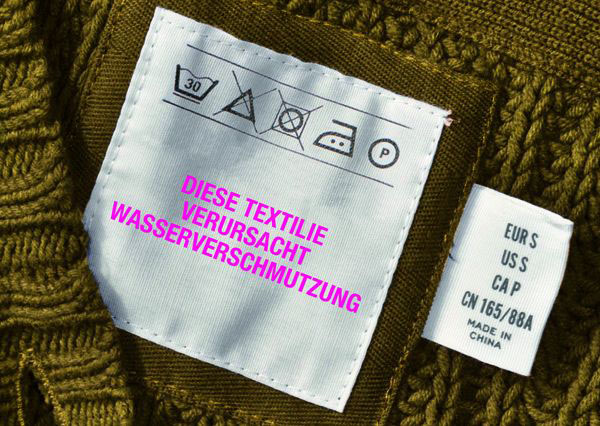 30
P
DIESE TEXTILIE
VERURSACHT
WASSERVERSCHMUTZUNG
EUR S
US S
CA P
CN 165/88A
MADE IN
CHINA